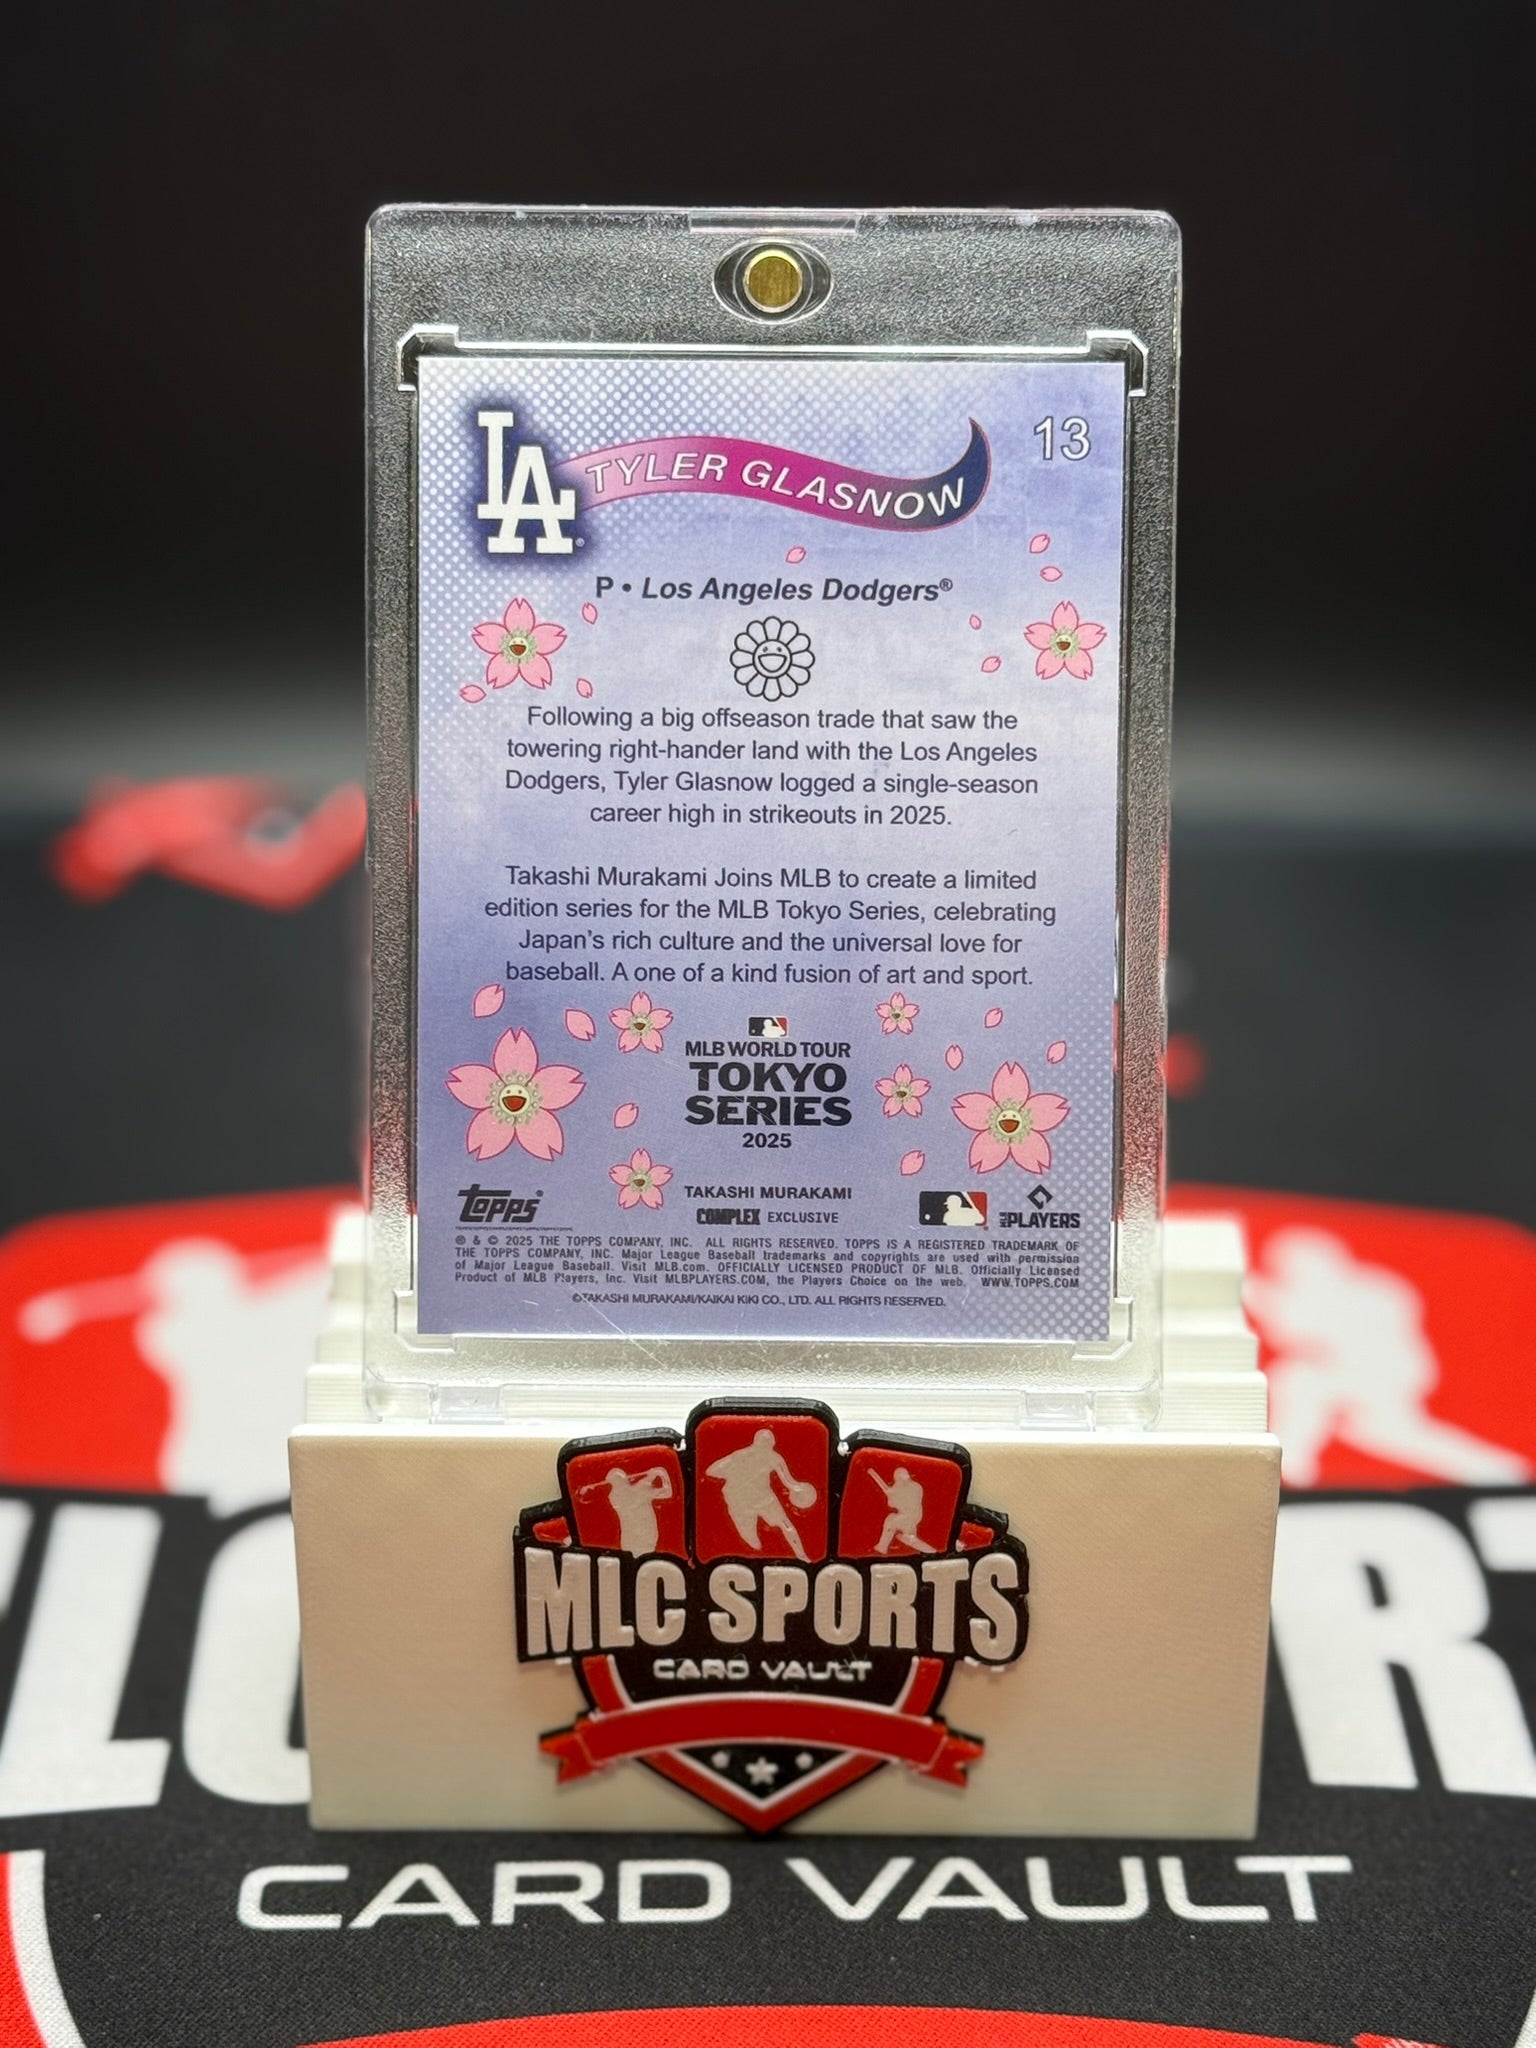 LA
TYLER GLASNOW
13
P • Los Angeles Dodgers®
Following a big offseason trade that saw the
towering right-hander land with the Los Angeles
Dodgers, Tyler Glasnow logged a single-season
career high in strikeouts in 2025.
Takashi Murakami Joins MLB to create a limited
edition series for the MLB Tokyo Series, celebrating
Japan's rich culture and the universal love for
baseball. A one of a kind fusion of art and sport.
MLB WORLD TOUR
TOKYO
SERIES
2025
TAKASHI MURAKAMI
COMPLEX EXCLUSIVE
topps®
MLB PLAYERS
® & © 2025 THE TOPPS COMPANY, INC. ALL RIGHTS RESERVED. TOPPS IS A REGISTERED TRADEMARK OF
THE TOPPS COMPANY, INC. Major League Baseball trademarks and copyrights are used with permission
of Major League Baseball. Visit MLB.com. OFFICIALLY LICENSED PRODUCT OF MLB. Officially Licensed
Product of MLB Players, Inc. Visit MLBPLAYERS.COM, the Players Choice on the web. WWW.TOPPS.COM
©TAKASHI MURAKAMI/KAIKAI KIKI CO., LTD. ALL RIGHTS RESERVED.
MLC SPORTS
CARD VAULT
CARD VAULT